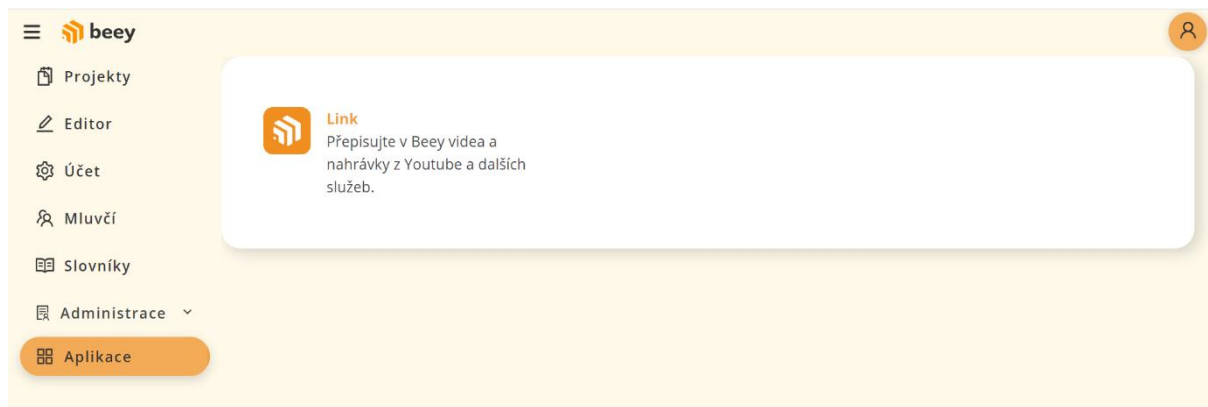 beey
Projekty
Editor
Účet
Mluvčí
Slovníky
Administrace
Aplikace
Link
Přepisujte v Beey videa a
nahrávky z Youtube a dalších
služeb.